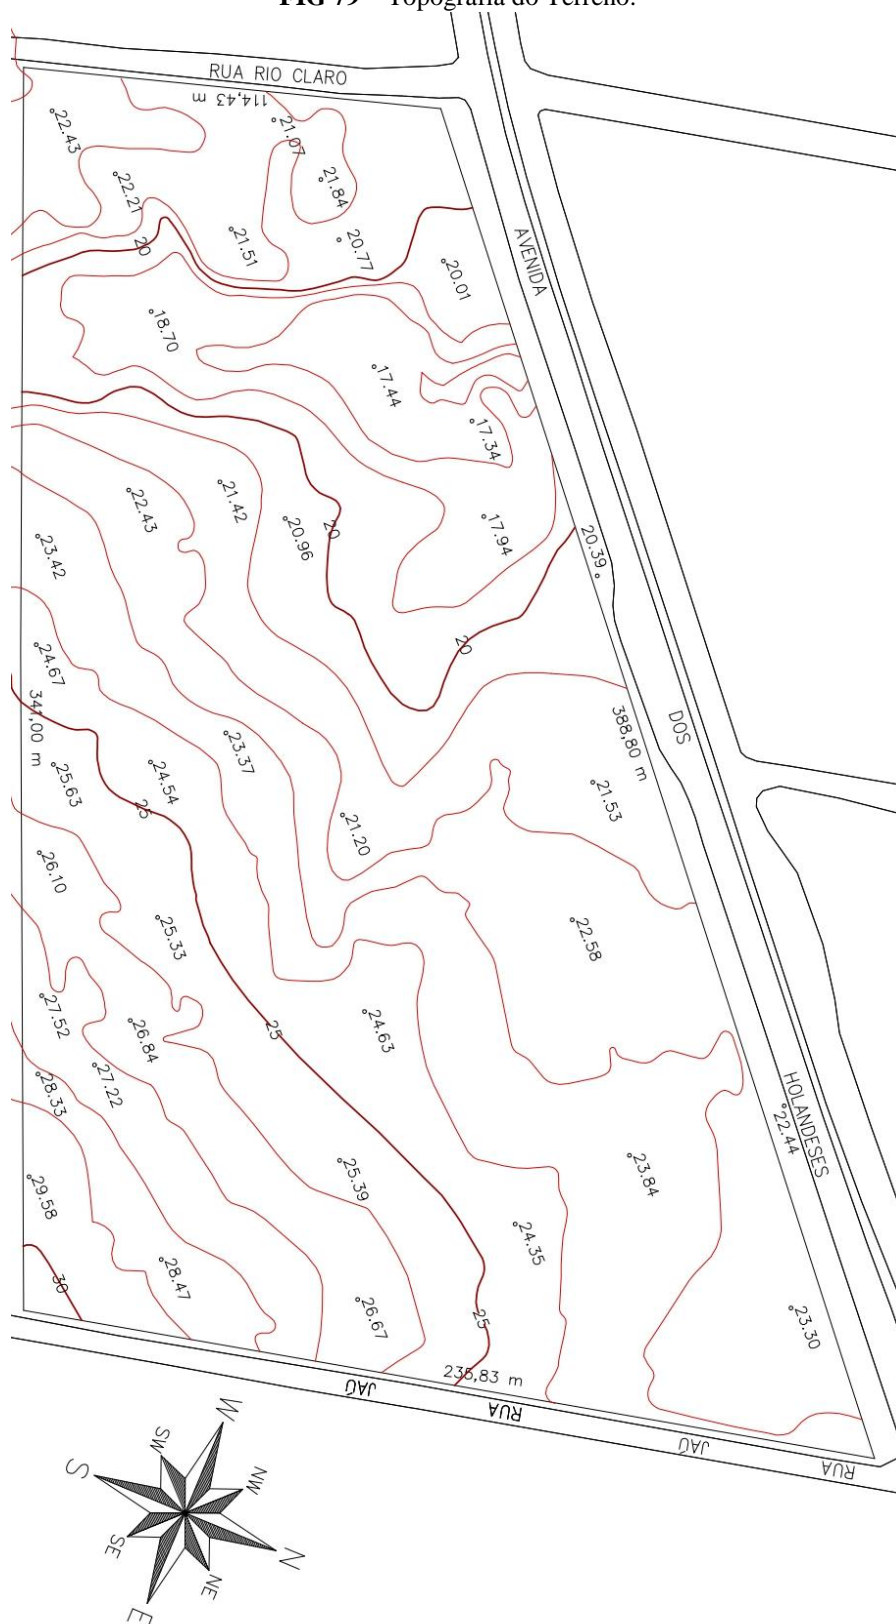 FIG 79 – Topografia do Terreno.
RUA RIO CLARO
114,43 m
22.43
21.07
21.84
22.21
21.51
20.77
20
20.01
AVENIDA
18.70
17.44
17.34
22.43
21.42
20.96
20
17.94
20.39
23.42
20
24.67
341,00 m
388,80 m
DOS
25.63
24.54
23.37
25
21.20
21.53
26.10
25.33
22.58
27.52
26.84
25
24.63
28.33
27.22
HOLANDESES
22.44
29.58
25.39
23.84
28.47
24.35
30
26.67
25
23.30
235,83 m
JAÚ
RUA
JAÚ
RUA
W
SW
NW
S
SE
N
NE
E